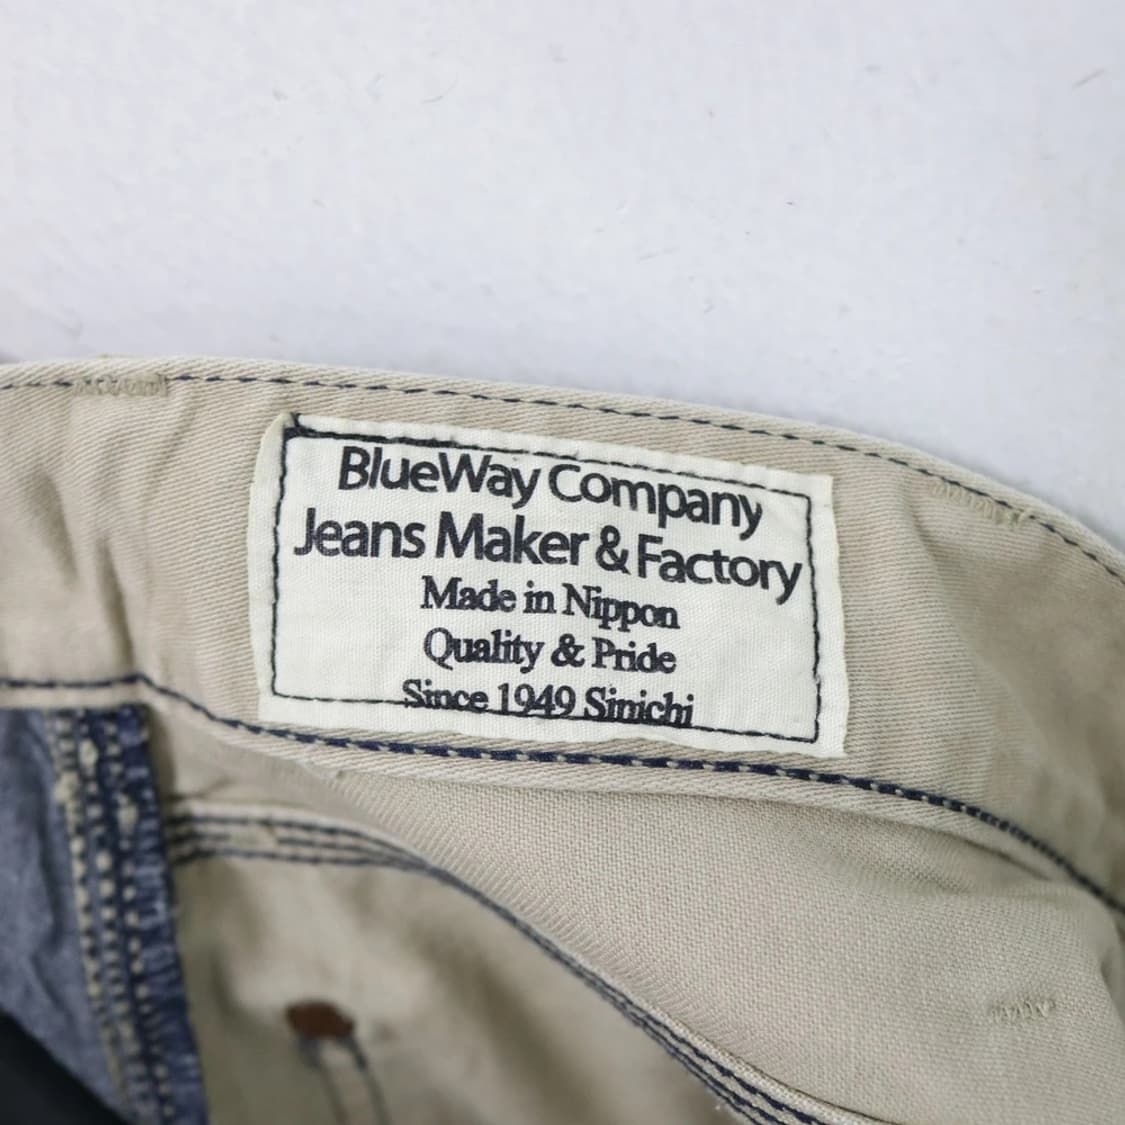 BlueWay Company
Jeans Maker & Factory
Made in Nippon
Quality & Pride
Since 1949 Sinichi